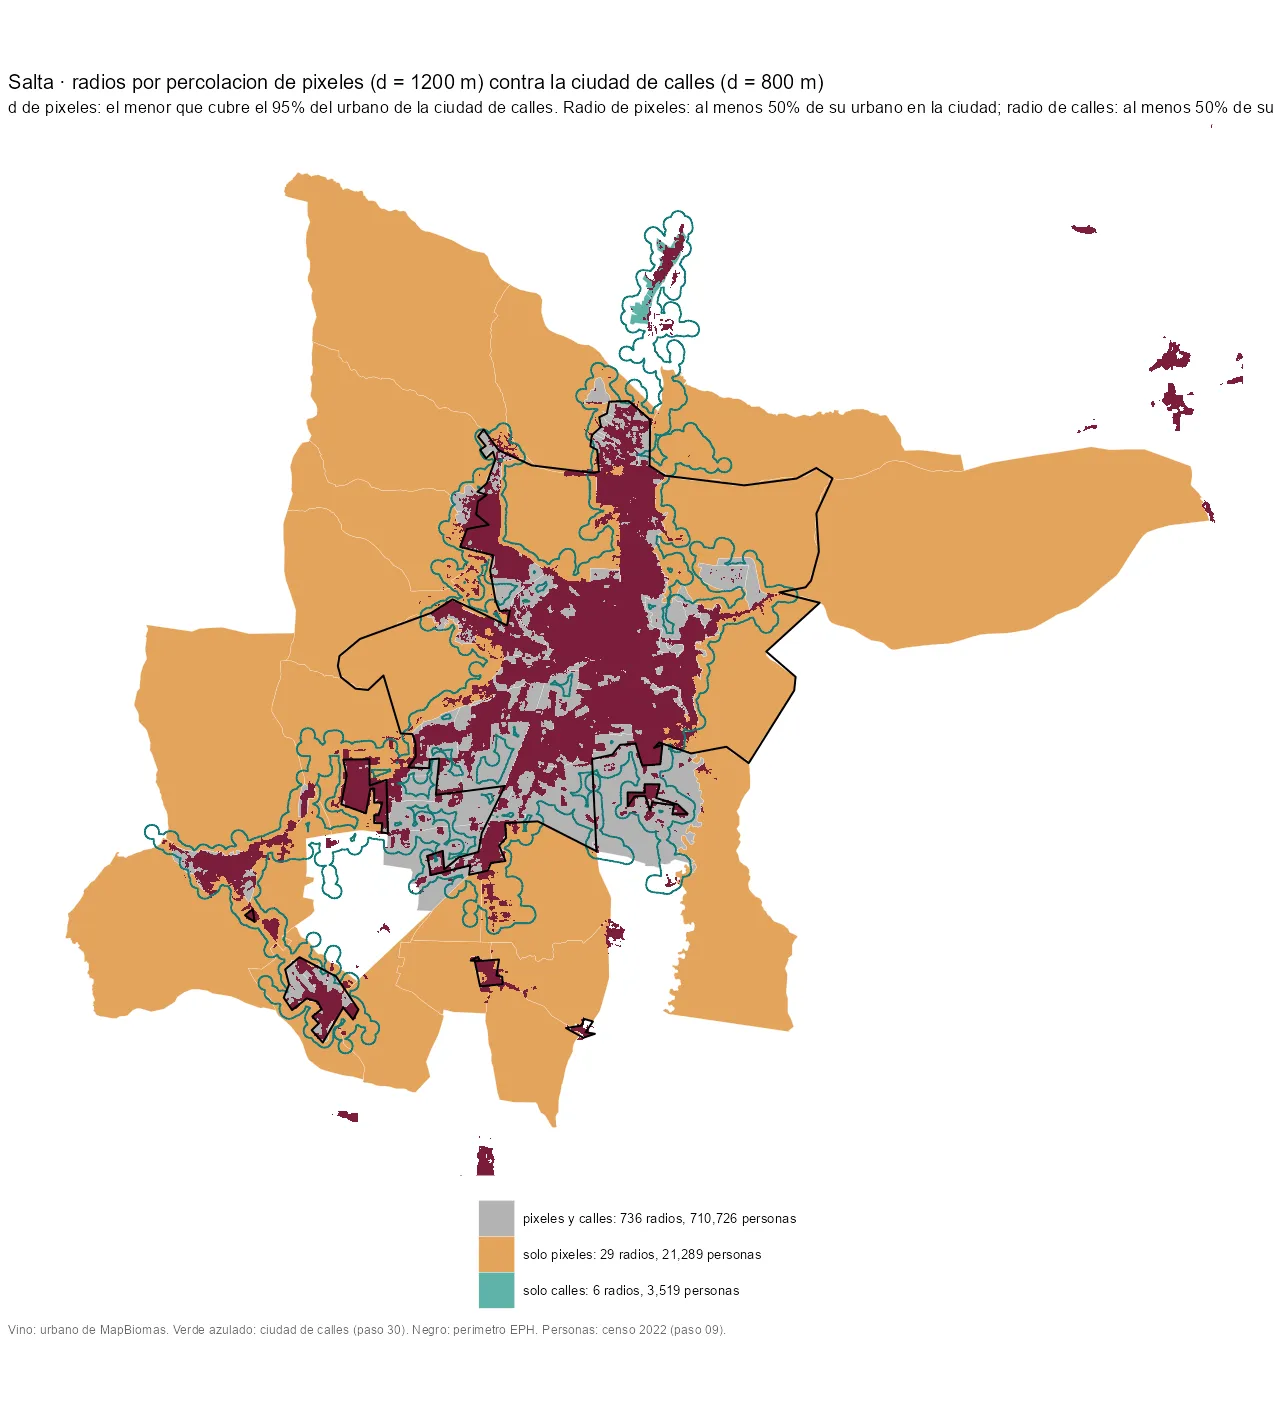 Salta · radios por percolacion de pixeles (d = 1200 m) contra la ciudad de calles (d = 800 m)
d de pixeles: el menor que cubre el 95% del urbano de la ciudad de calles. Radio de pixeles: al menos 50% de su urbano en la ciudad; radio de calles: al menos 50% de su
pixeles y calles: 736 radios, 710,726 personas
solo pixeles: 29 radios, 21,289 personas
solo calles: 6 radios, 3,519 personas
Vino: urbano de MapBiomas. Verde azulado: ciudad de calles (paso 30). Negro: perimetro EPH. Personas: censo 2022 (paso 09).